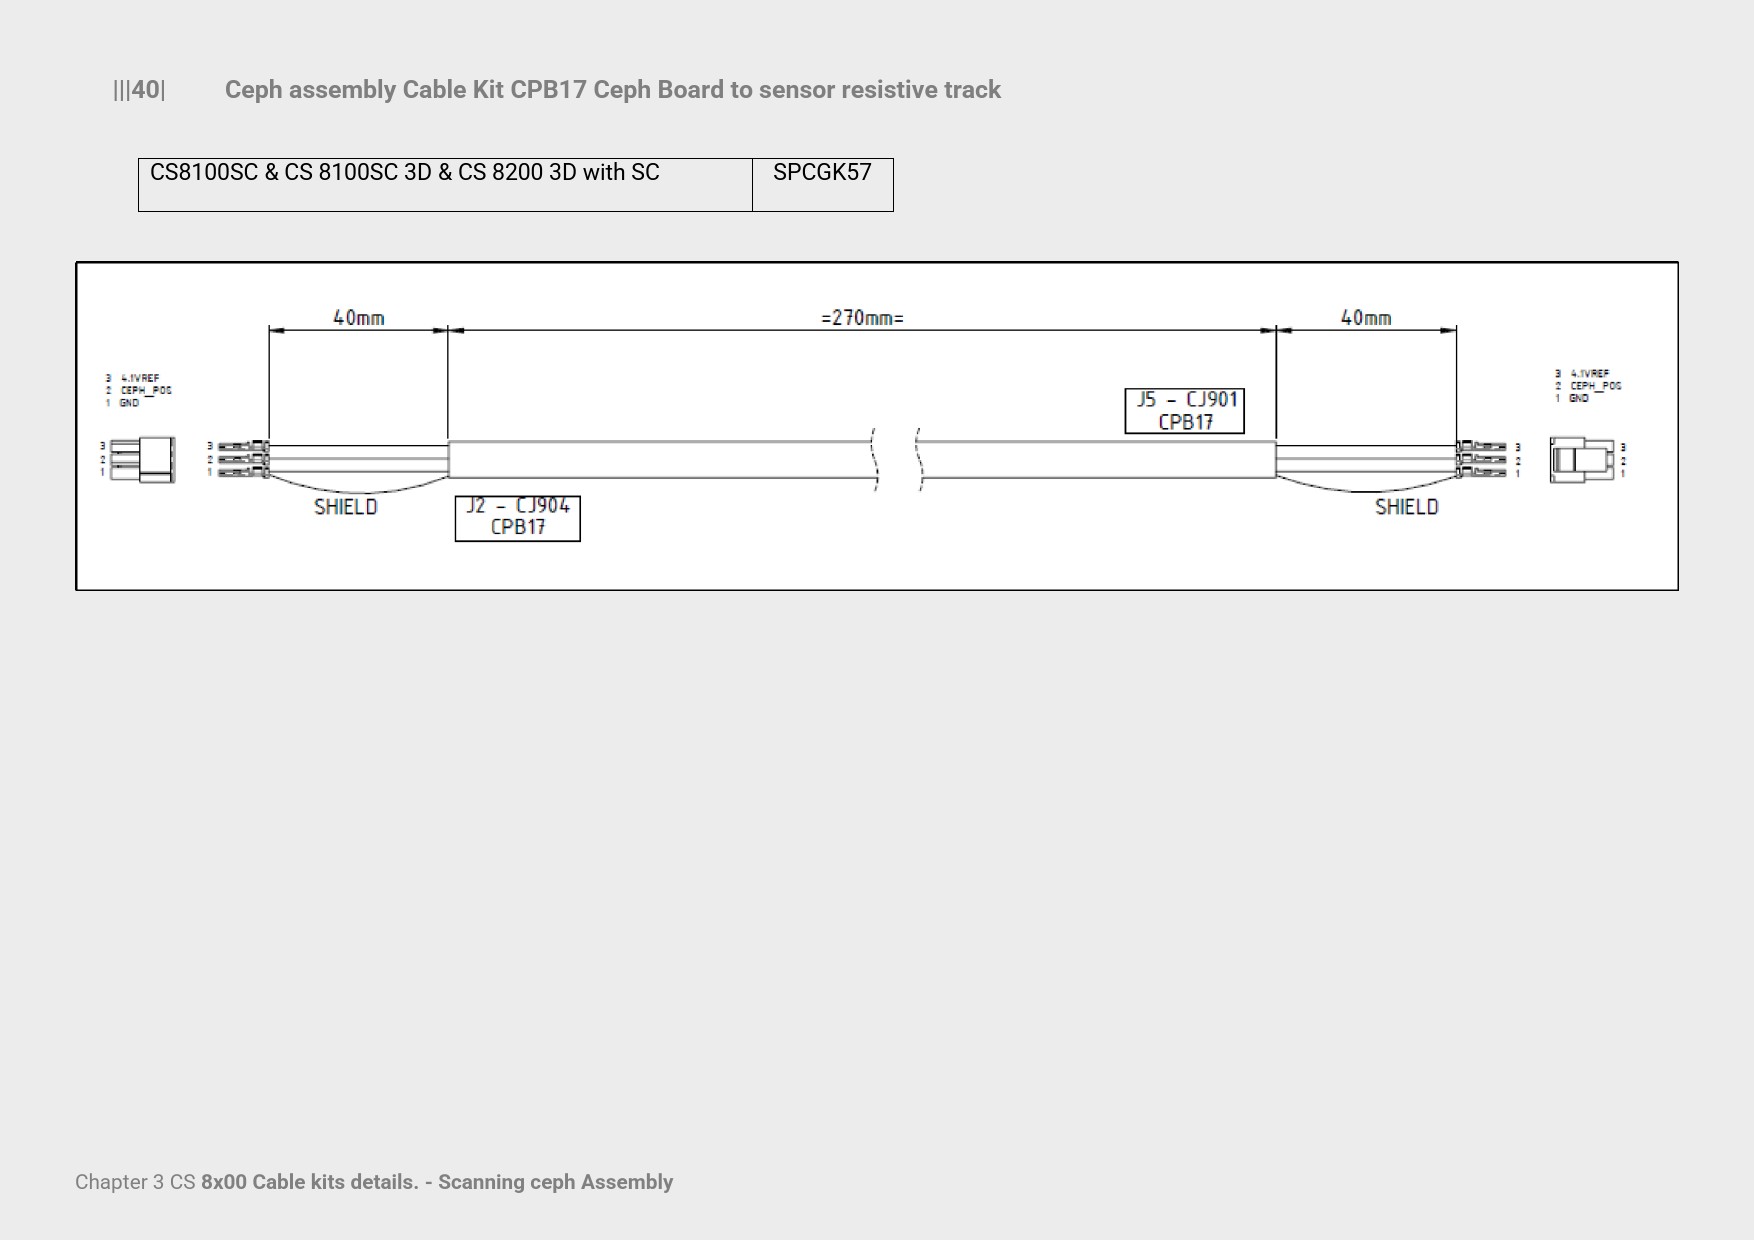 |||40| Ceph assembly Cable Kit CPB17 Ceph Board to sensor resistive track
CS8100SC & CS 8100SC 3D & CS 8200 3D with SC SPCGK57
40mm =270mm= 40mm
3 4.1VREF
2 CEPH_POS
1 GND
3 4.1VREF
2 CEPH_POS
1 GND
J5 - CJ901
CPB17
3 3 3 3
2 2 2 2
1 1 1 1
SHIELD SHIELD
J2 - CJ904
CPB17
Chapter 3 CS 8x00 Cable kits details. - Scanning ceph Assembly